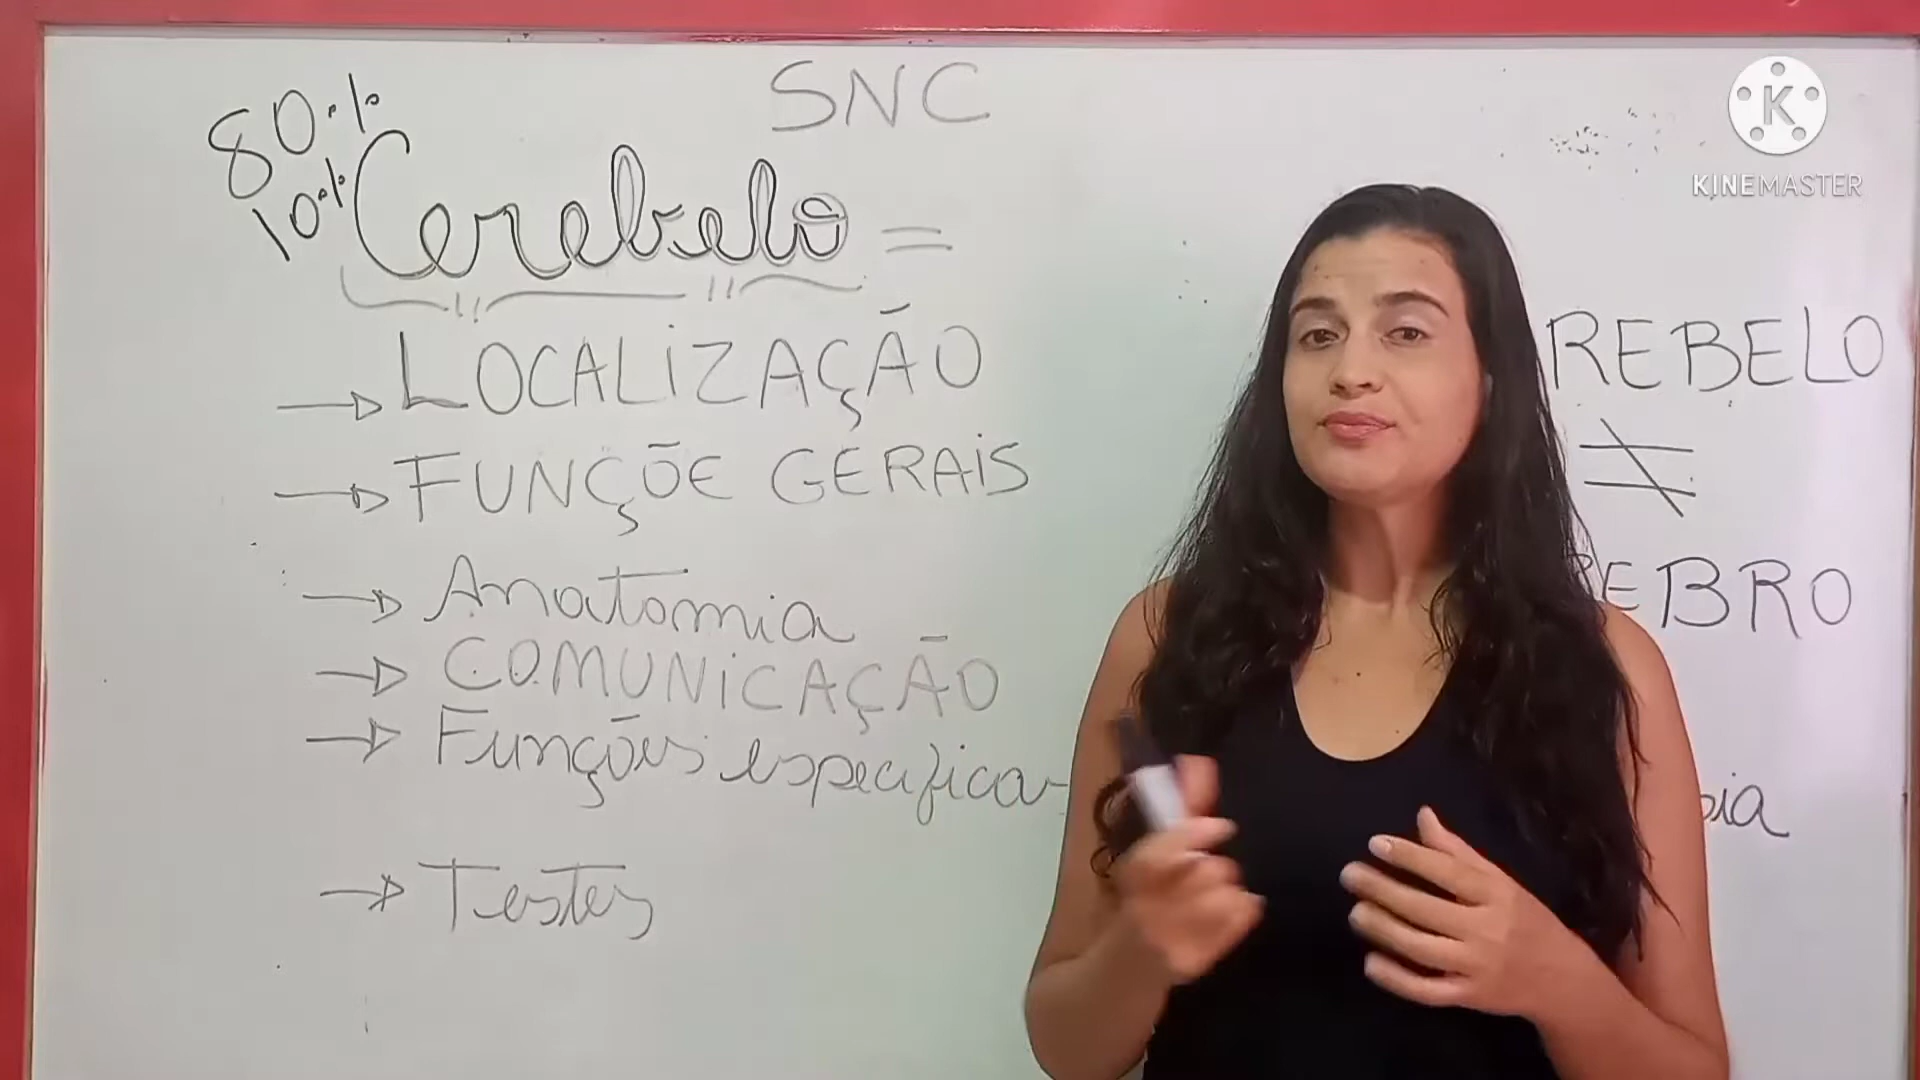 SNC
80%
10%
Cerebelo =
LOCALIZAÇÃO
FUNÇÕE GERAIS
Anatomia
COMUNICAÇÃO
Funções especifica
Testes
REBELO
≠
EBRO
KINEMASTER